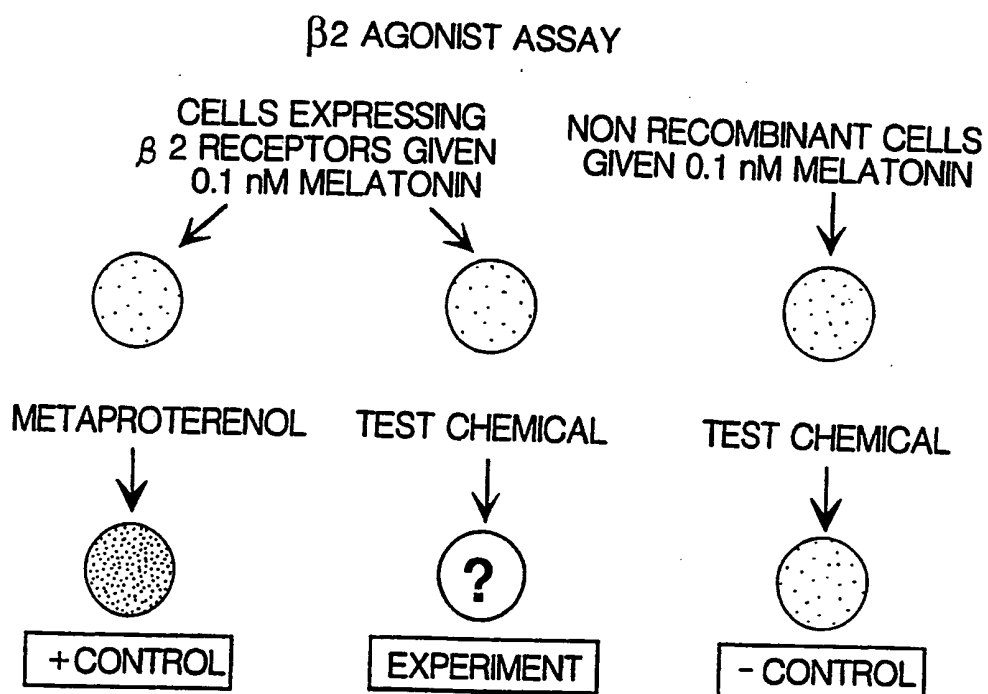 β2 AGONIST ASSAY
CELLS EXPRESSING
β 2 RECEPTORS GIVEN
0.1 nM MELATONIN
NON RECOMBINANT CELLS
GIVEN 0.1 nM MELATONIN
METAPROTERENOL
TEST CHEMICAL
TEST CHEMICAL
?
+CONTROL
EXPERIMENT
- CONTROL